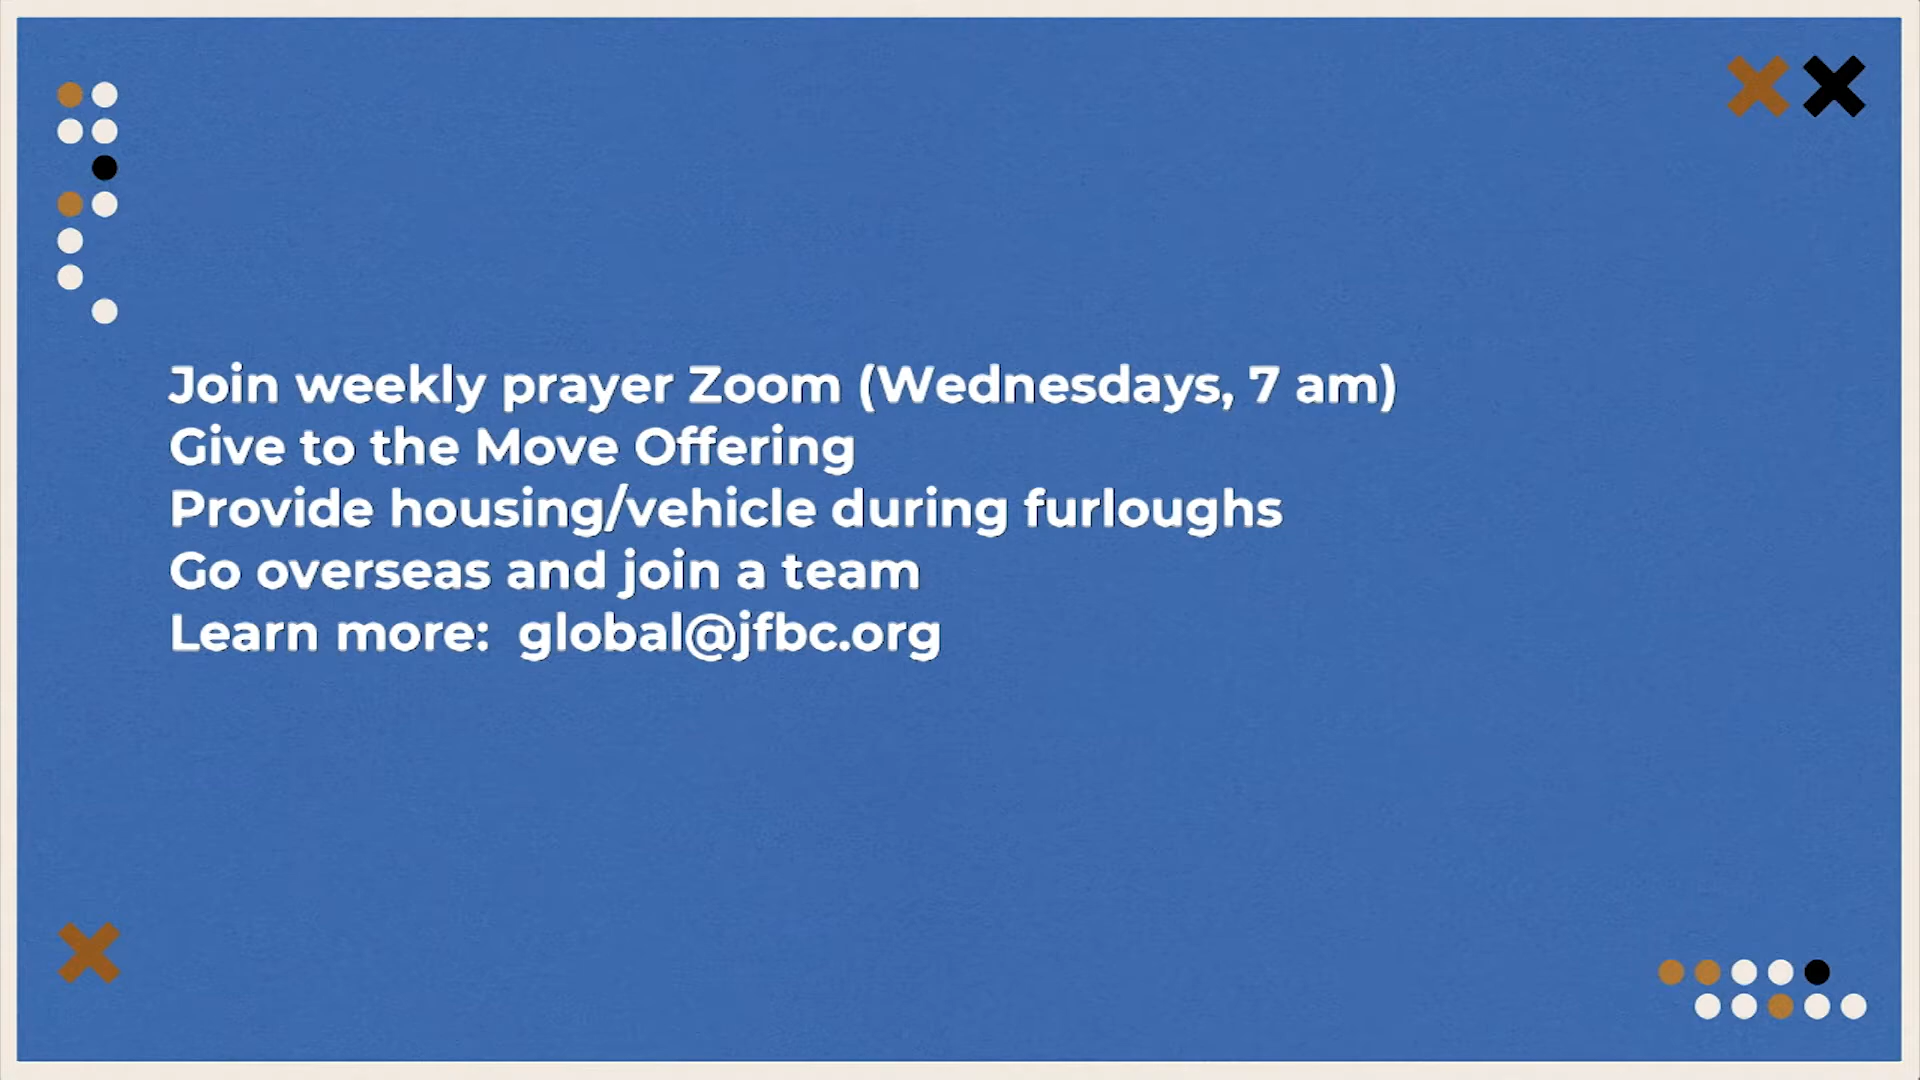 Join weekly prayer Zoom (Wednesdays, 7 am)
Give to the Move Offering
Provide housing/vehicle during furloughs
Go overseas and join a team
Learn more:  global@jfbc.org